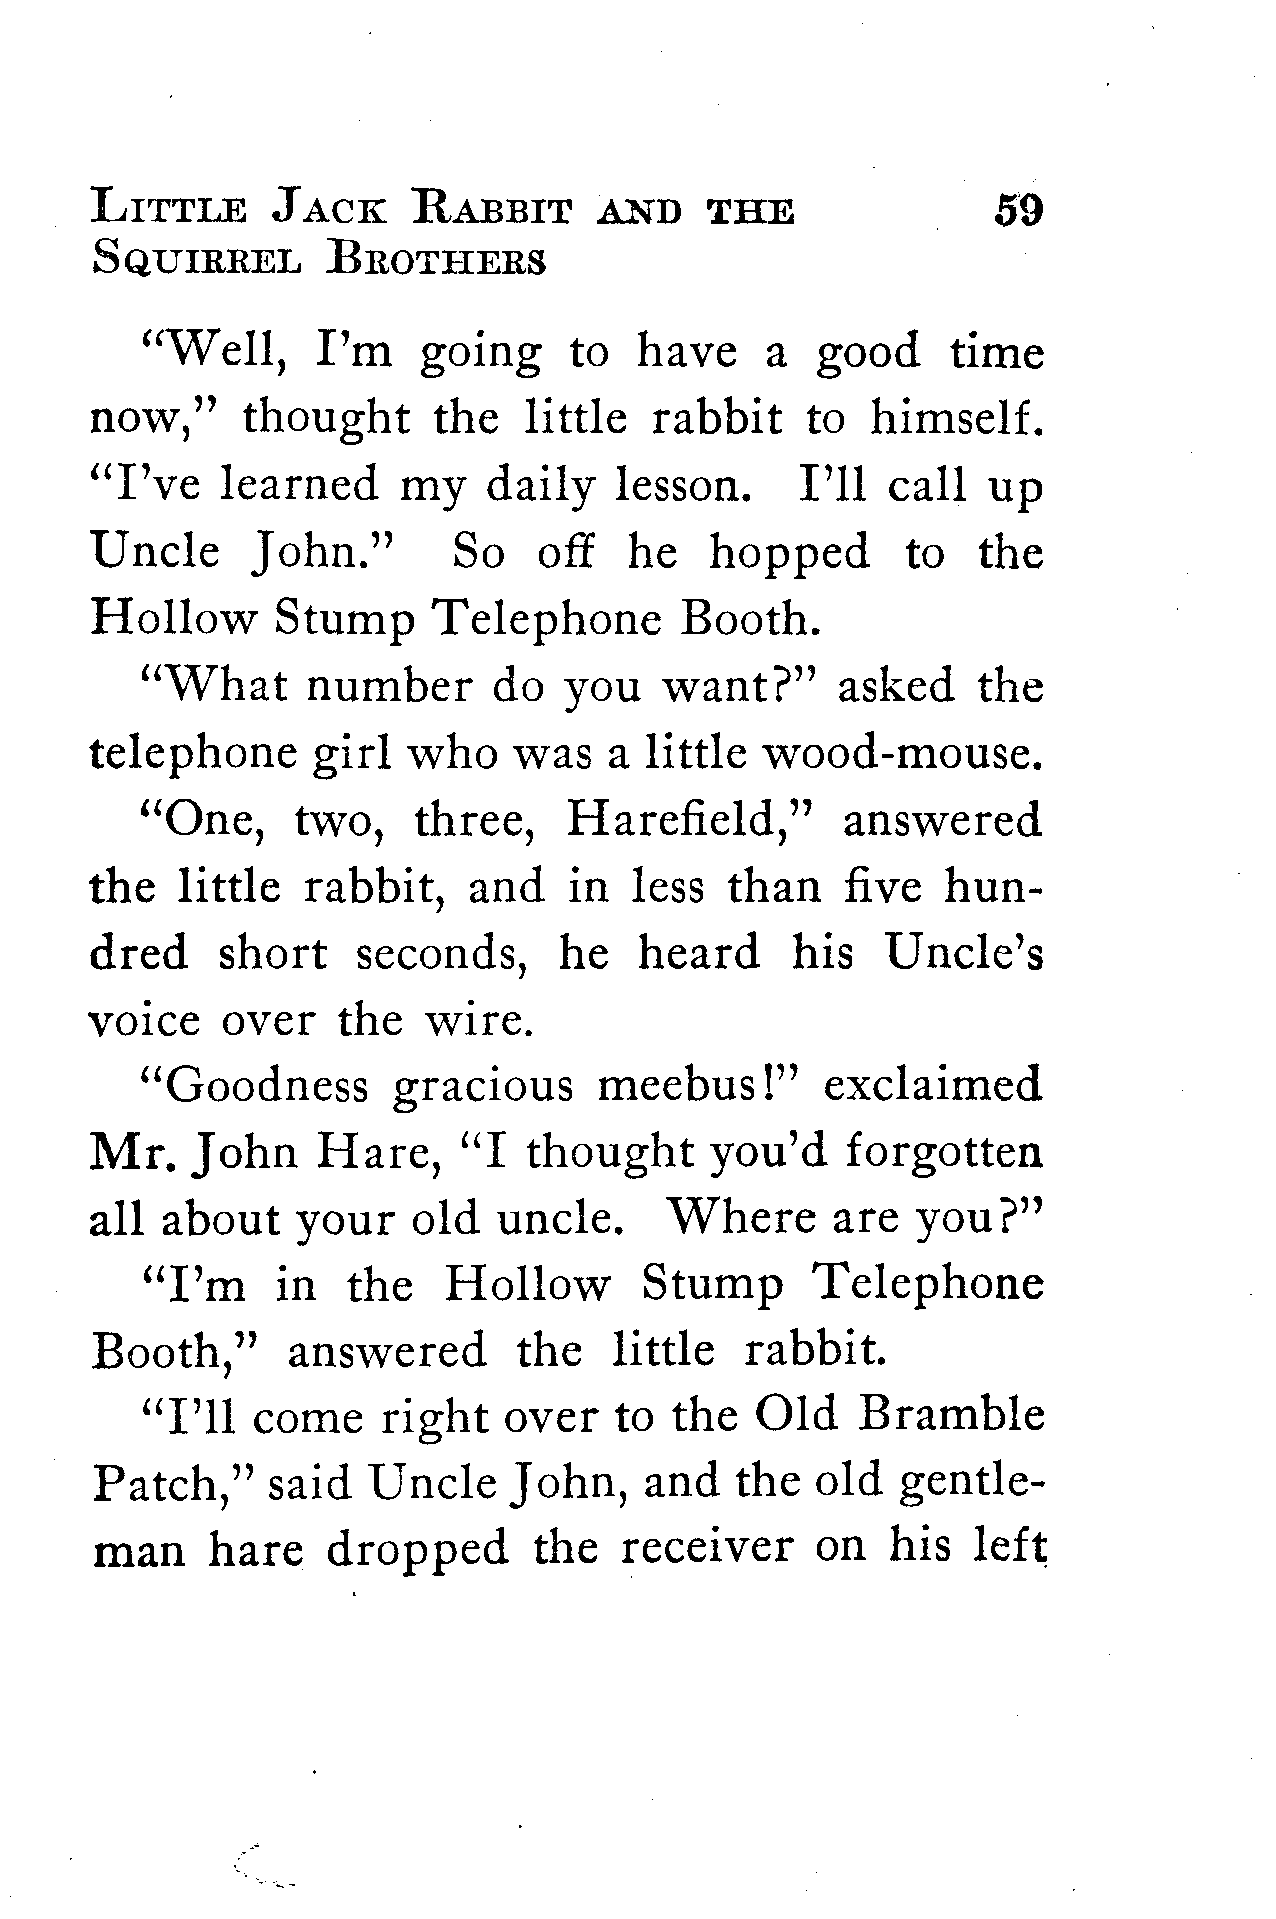 LITTLE JACK RABBIT AND THE 59
SQUIRREL BROTHERS
“Well, I’m going to have a good time
now,” thought the little rabbit to himself.
“I’ve learned my daily lesson. I’ll call up
Uncle John.” So off he hopped to the
Hollow Stump Telephone Booth.
“What number do you want?” asked the
telephone girl who was a little wood-mouse.
“One, two, three, Harefield,” answered
the little rabbit, and in less than five hun-
dred short seconds, he heard his Uncle’s
voice over the wire.
“Goodness gracious meebus!” exclaimed
Mr. John Hare, “I thought you’d forgotten
all about your old uncle. Where are you?”
“I’m in the Hollow Stump Telephone
Booth,” answered the little rabbit.
“I’ll come right over to the Old Bramble
Patch,” said Uncle John, and the old gentle-
man hare dropped the receiver on his left